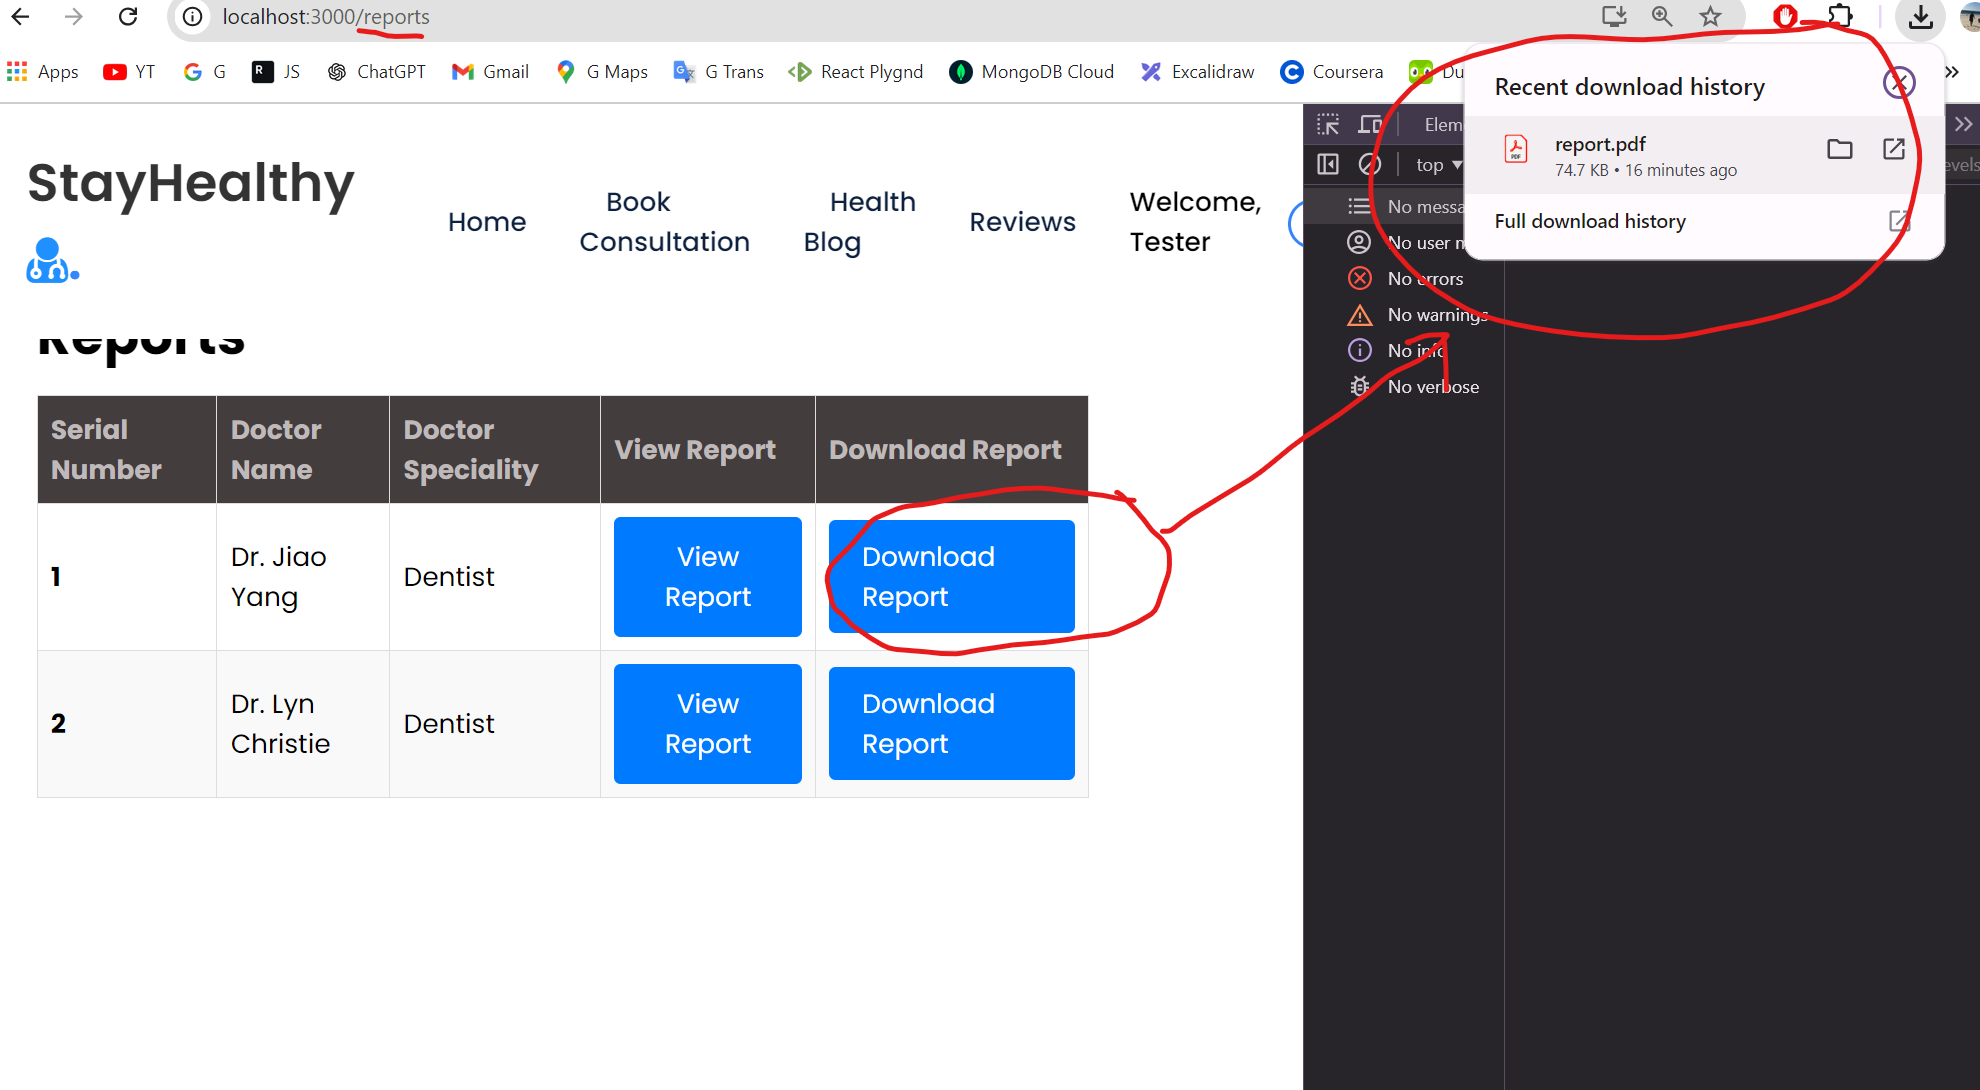 localhost:3000/reports
Apps YT G JS ChatGPT Gmail G Maps G Trans React Plygnd MongoDB Cloud Excalidraw Coursera Du
Recent download history
report.pdf
74.7 KB • 16 minutes ago
Full download history
StayHealthy
Home
Book
Consultation
Health
Blog
Reviews
Welcome,
Tester
Elem
top
evels
No messa
No user m
No errors
No warnings
No info
No verbose
Reports
Serial
Number
Doctor
Name
Doctor
Speciality
View Report
Download Report
1
Dr. Jiao
Yang
Dentist
View
Report
Download
Report
2
Dr. Lyn
Christie
Dentist
View
Report
Download
Report